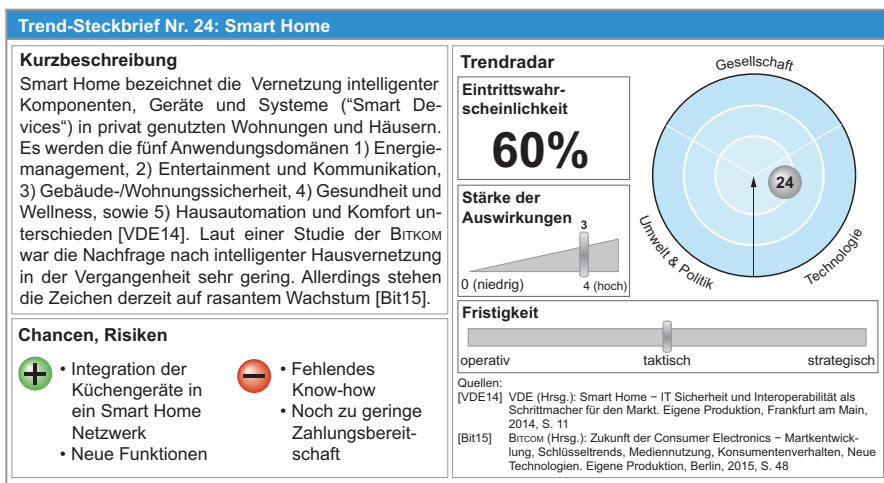 Trend-Steckbrief Nr. 24: Smart Home
Kurzbeschreibung
Smart Home bezeichnet die Vernetzung intelligenter
Komponenten, Geräte und Systeme (“Smart De-
vices“) in privat genutzten Wohnungen und Häusern.
Es werden die fünf Anwendungsdomänen 1) Energie-
management, 2) Entertainment und Kommunikation,
3) Gebäude-/Wohnungssicherheit, 4) Gesundheit und
Wellness, sowie 5) Hausautomation und Komfort un-
terschieden [VDE14]. Laut einer Studie der BITKOM
war die Nachfrage nach intelligenter Hausvernetzung
in der Vergangenheit sehr gering. Allerdings stehen
die Zeichen derzeit auf rasantem Wachstum [Bit15].
Chancen, Risiken
• Integration der
Küchengeräte in
ein Smart Home
Netzwerk
• Neue Funktionen
• Fehlendes
Know-how
• Noch zu geringe
Zahlungsbereit-
schaft
Trendradar
Eintrittswahr-
scheinlichkeit
60%
Stärke der
Auswirkungen
3
0 (niedrig)
4 (hoch)
Gesellschaft
24
Umwelt & Politik
Technologie
Fristigkeit
operativ taktisch strategisch
Quellen:
[VDE14] VDE (Hrsg.): Smart Home − IT Sicherheit und Interoperabilität als
Schrittmacher für den Markt. Eigene Produktion, Frankfurt am Main,
2014, S. 11
[Bit15] BITCOM (Hrsg.): Zukunft der Consumer Electronics − Martkentwick-
lung, Schlüsseltrends, Mediennutzung, Konsumentenverhalten, Neue
Technologien. Eigene Produktion, Berlin, 2015, S. 48